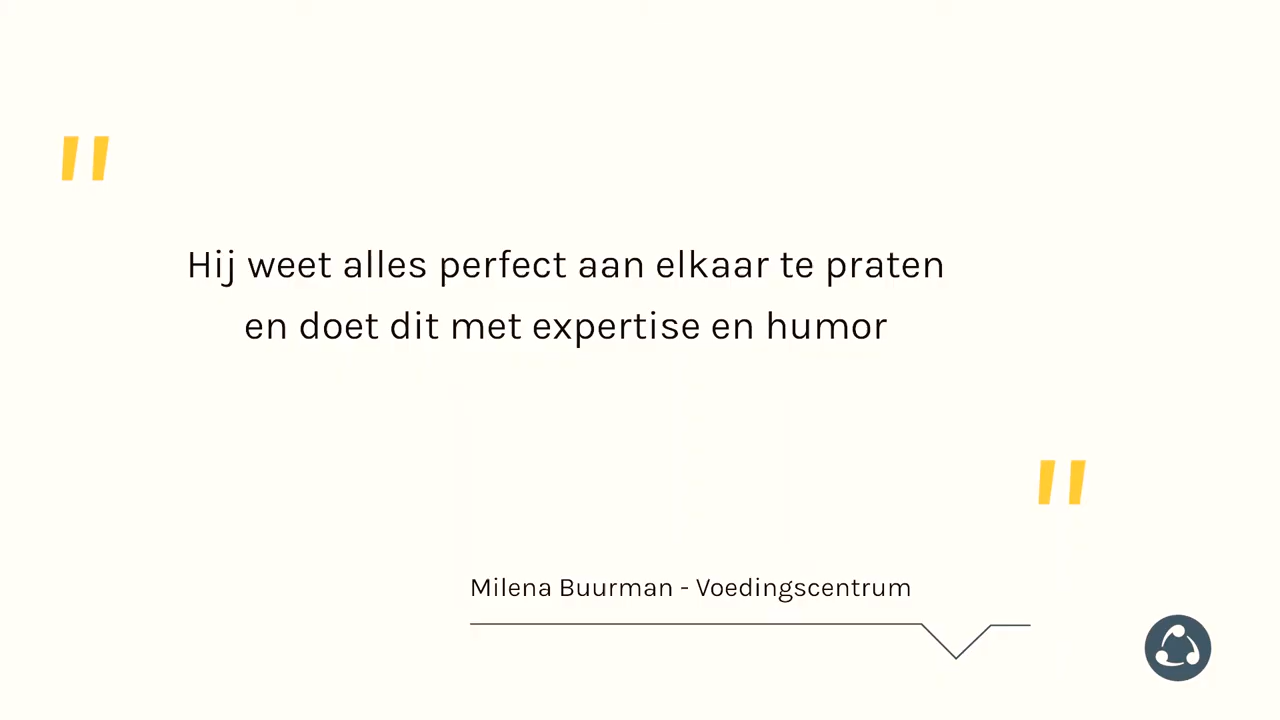 "
Hij weet alles perfect aan elkaar te praten
en doet dit met expertise en humor
"
Milena Buurman - Voedingscentrum